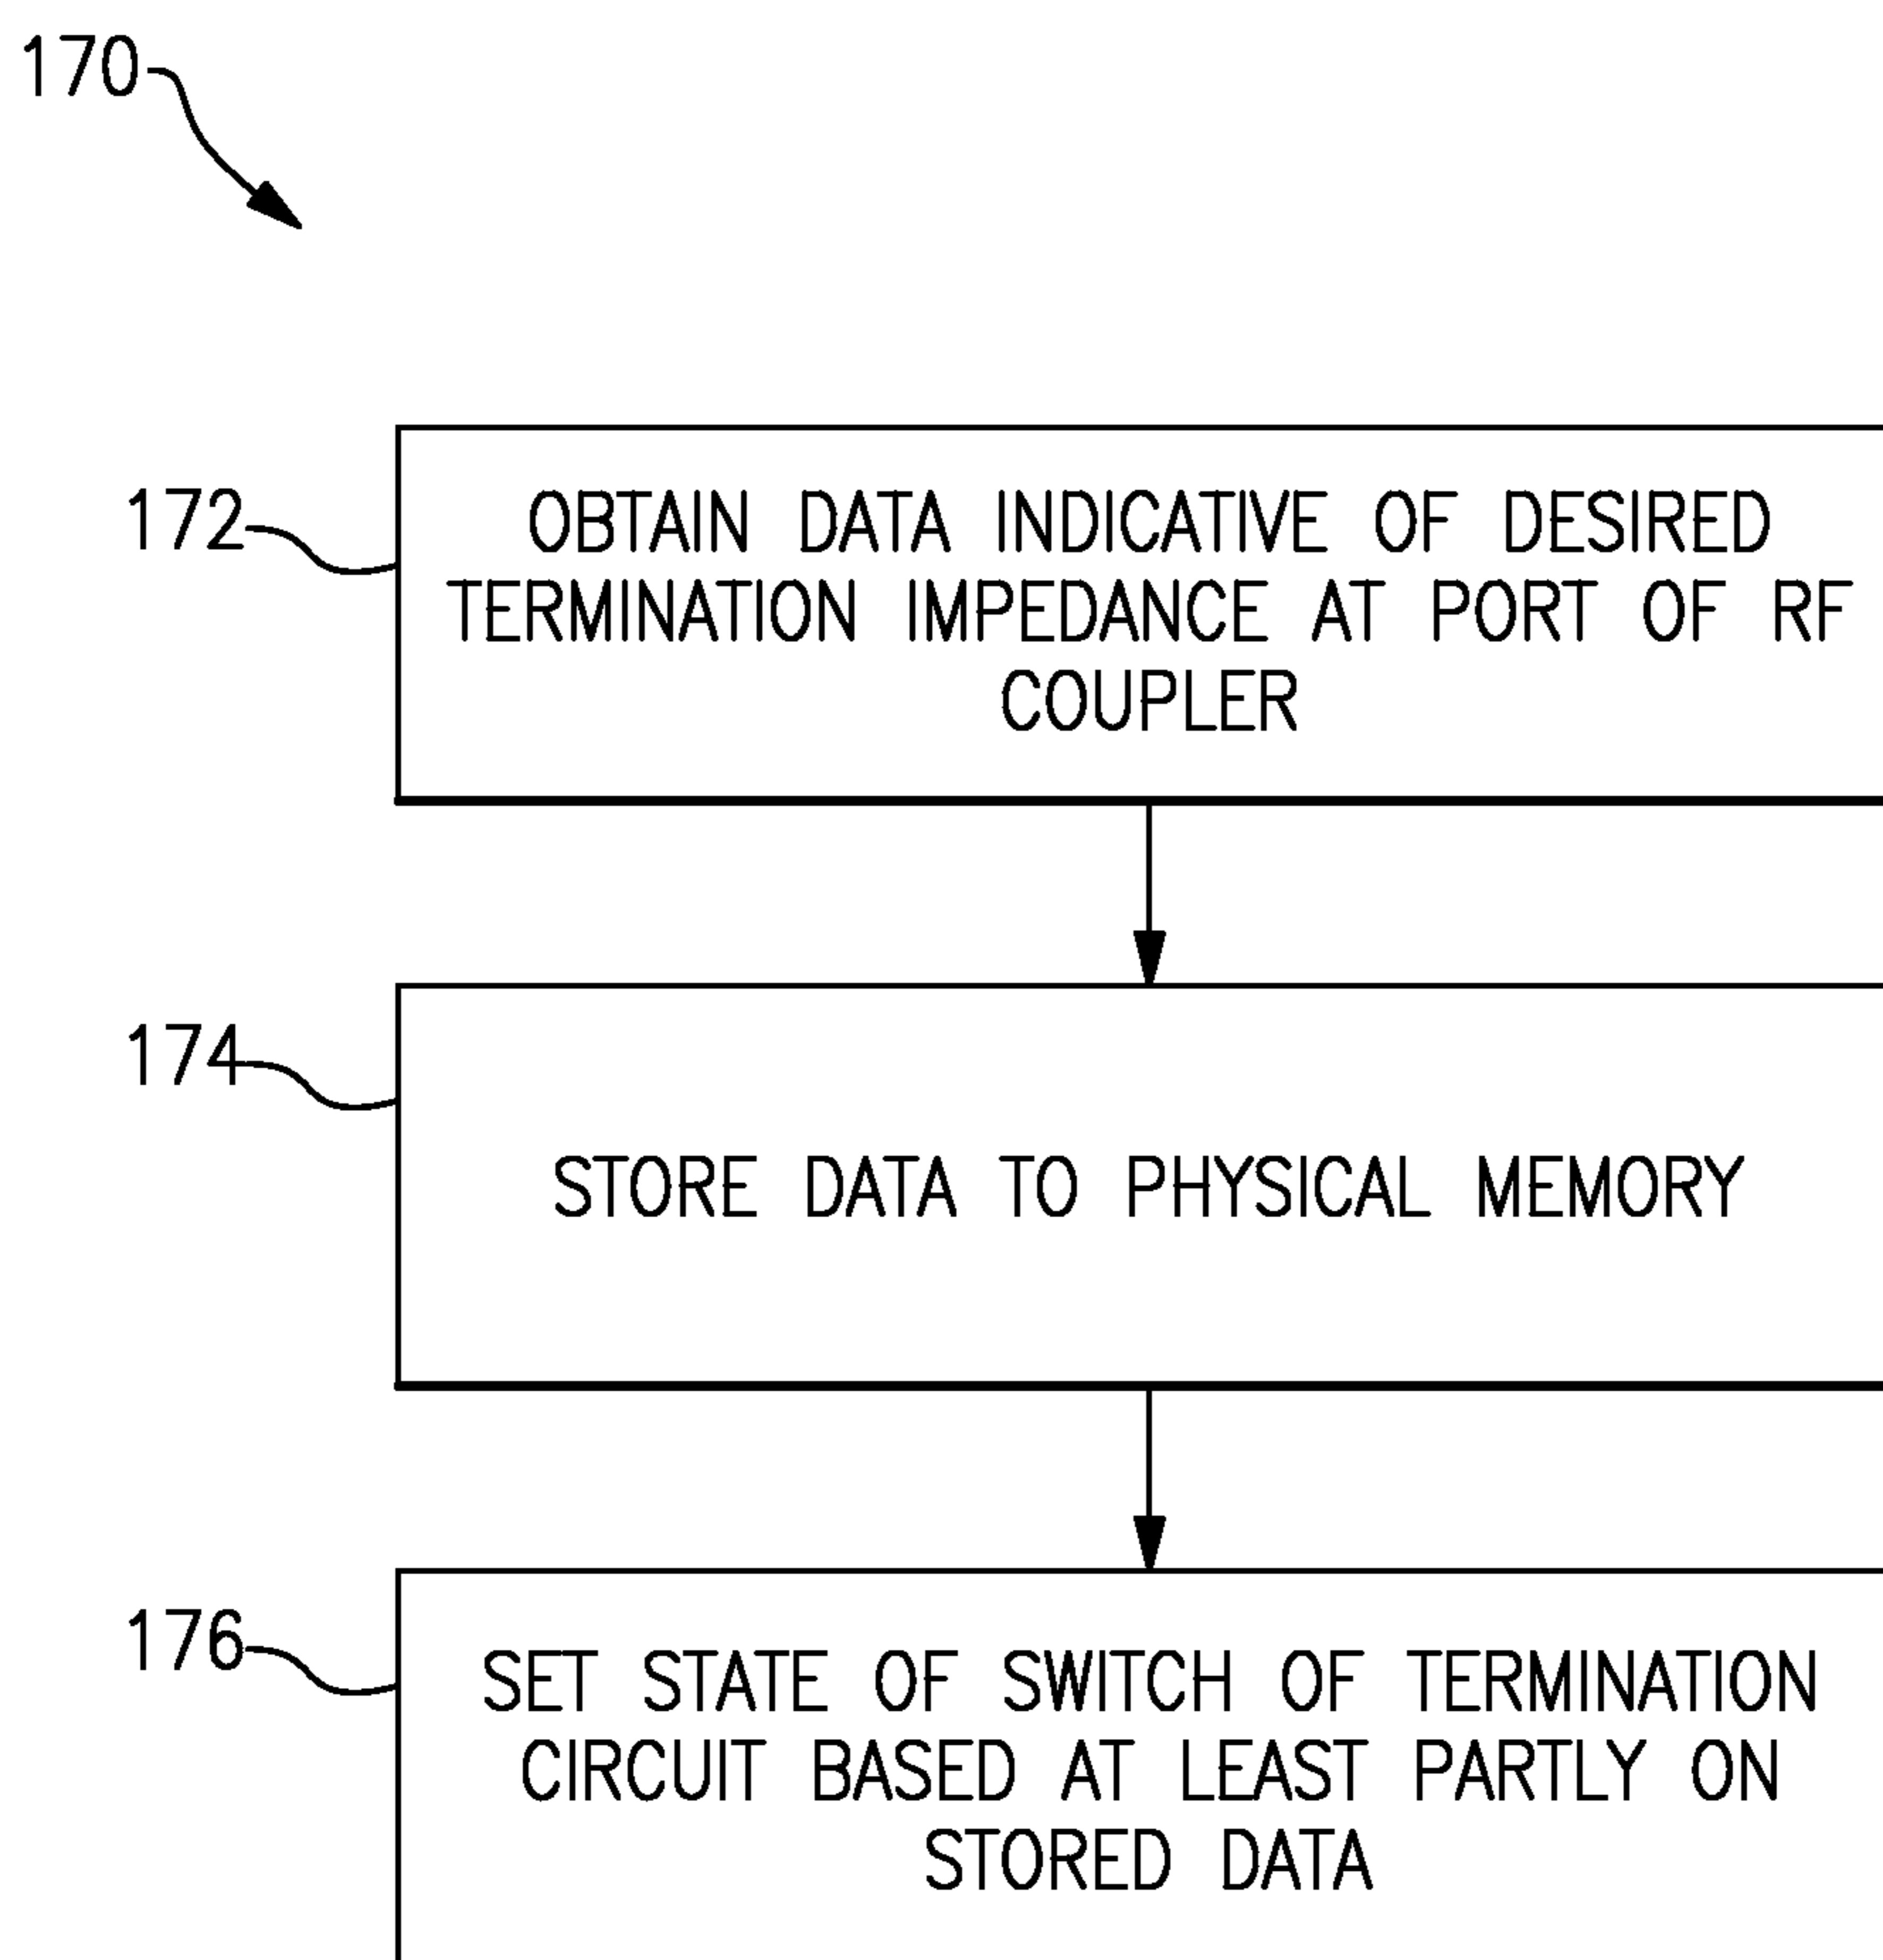 170
172
OBTAIN DATA INDICATIVE OF DESIRED
TERMINATION IMPEDANCE AT PORT OF RF
COUPLER
174
STORE DATA TO PHYSICAL MEMORY
176
SET STATE OF SWITCH OF TERMINATION
CIRCUIT BASED AT LEAST PARTLY ON
STORED DATA